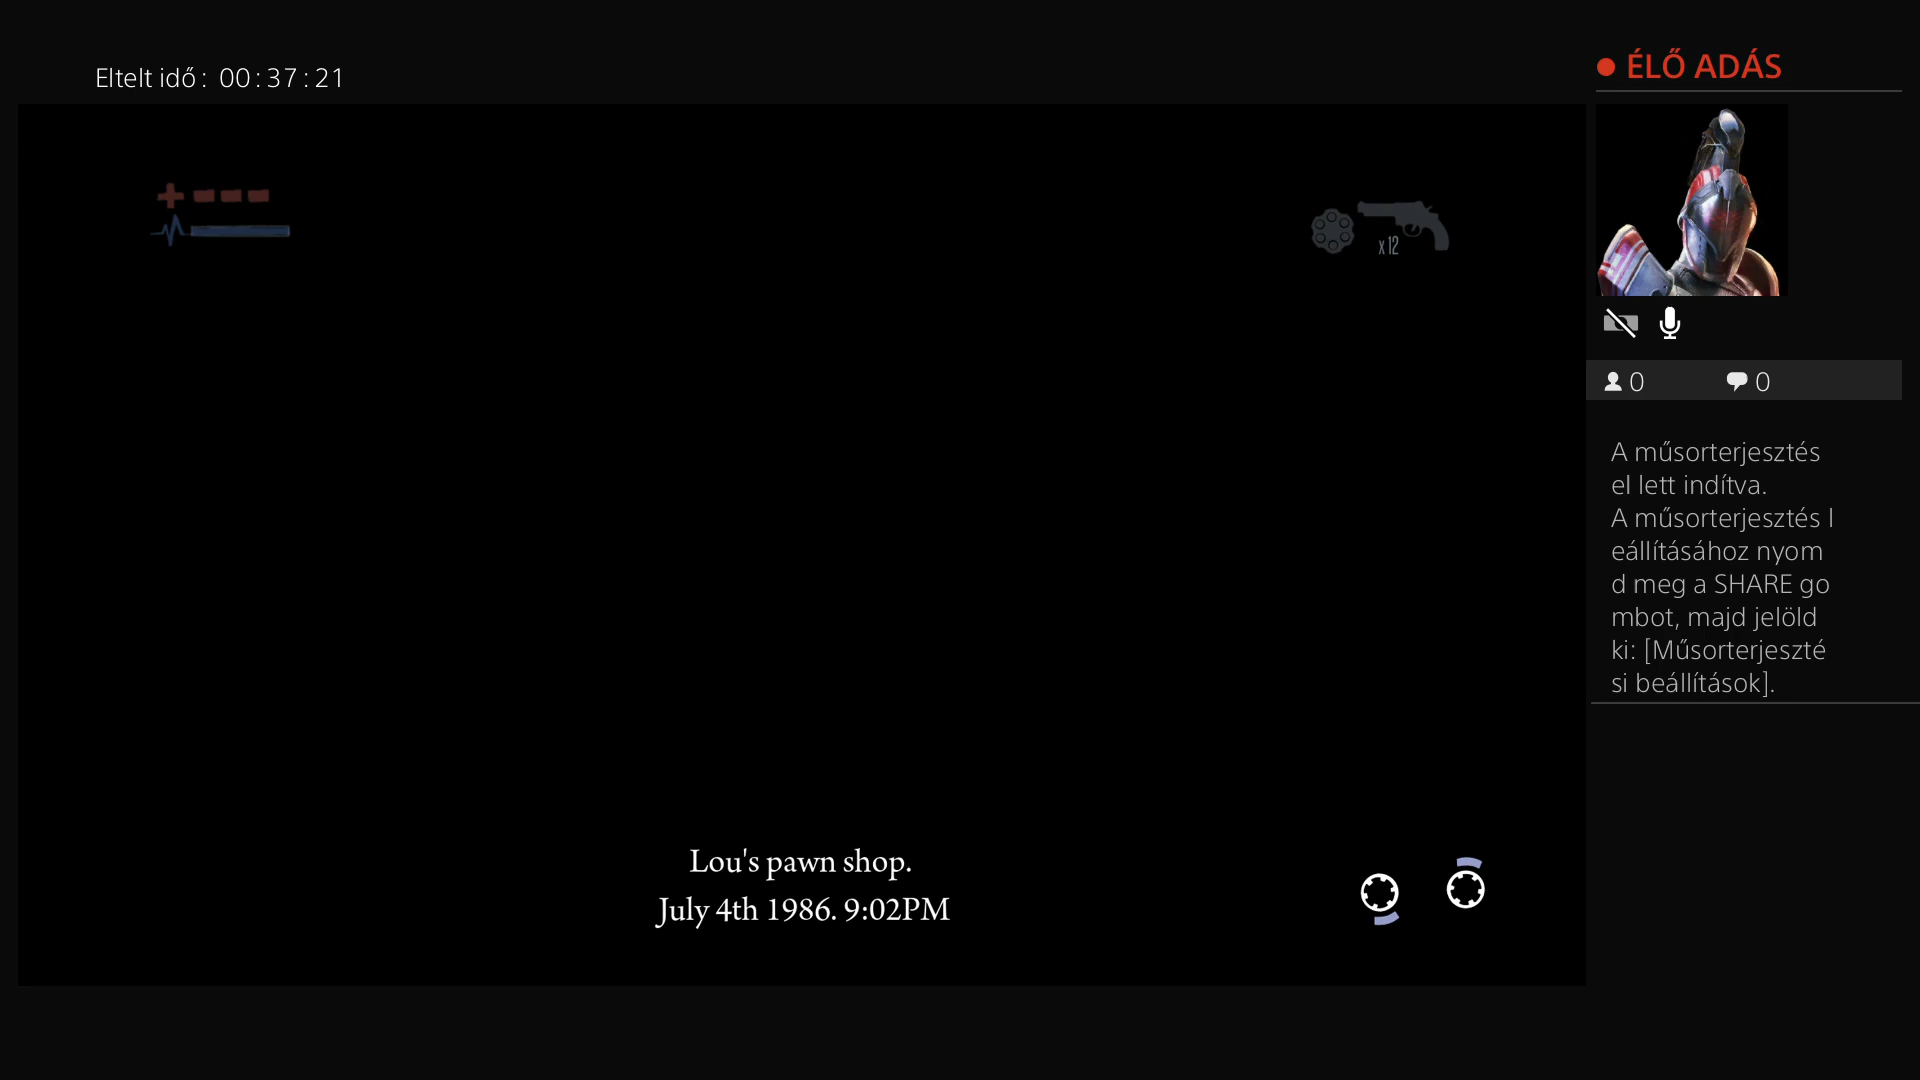 Eltelt idő: 00:37:21
ÉLŐ ADÁS
x12
0
0
A műsorterjesztés
el lett indítva.
A műsorterjesztés l
eállításához nyom
d meg a SHARE go
mbot, majd jelöld
ki: [Műsorterjeszté
si beállítások].
Lou's pawn shop.
July 4th 1986. 9:02PM